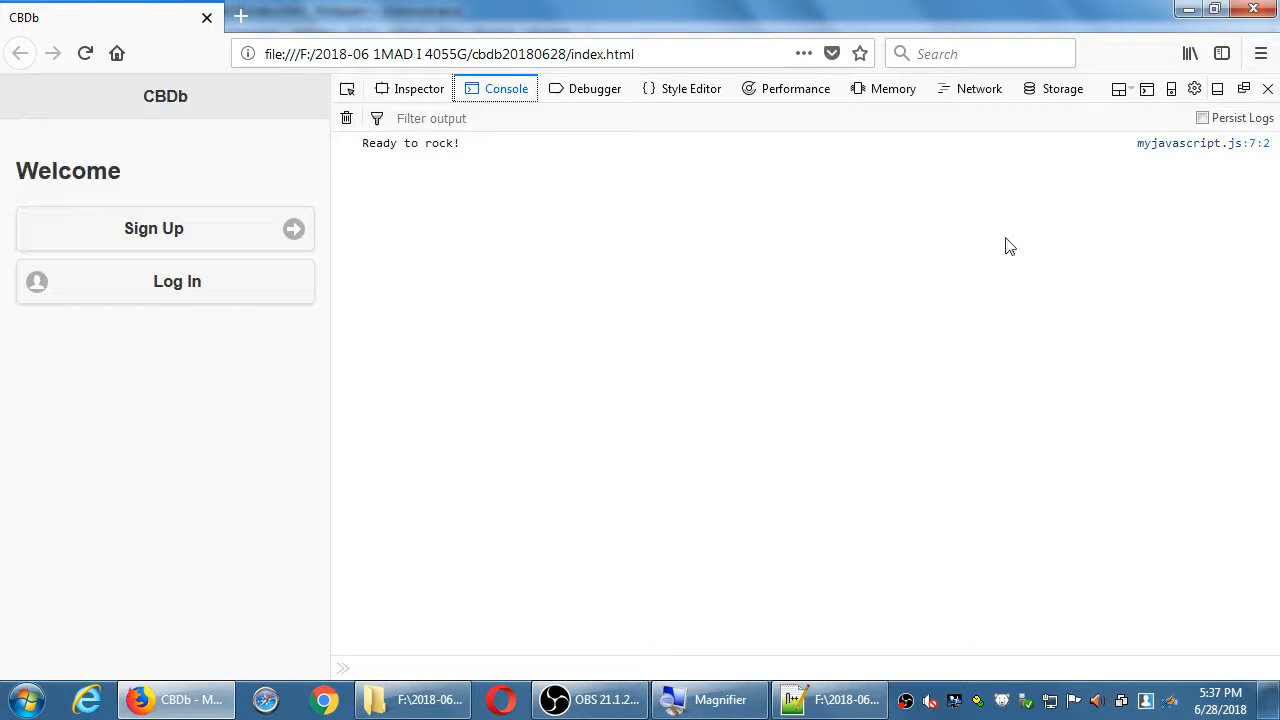 CBDb
file:///F:/2018-06 1MAD I 4055G/cbdb20180628/index.html
Search
CBDb
Inspector
Console
Debugger
Style Editor
Performance
Memory
Network
Storage
Filter output
Persist Logs
Ready to rock!
myjavascript.js:7:2
Welcome
Sign Up
Log In
CBDb - M...
F:\2018-06...
OBS 21.1.2...
Magnifier
F:\2018-06...
5:37 PM
6/28/2018